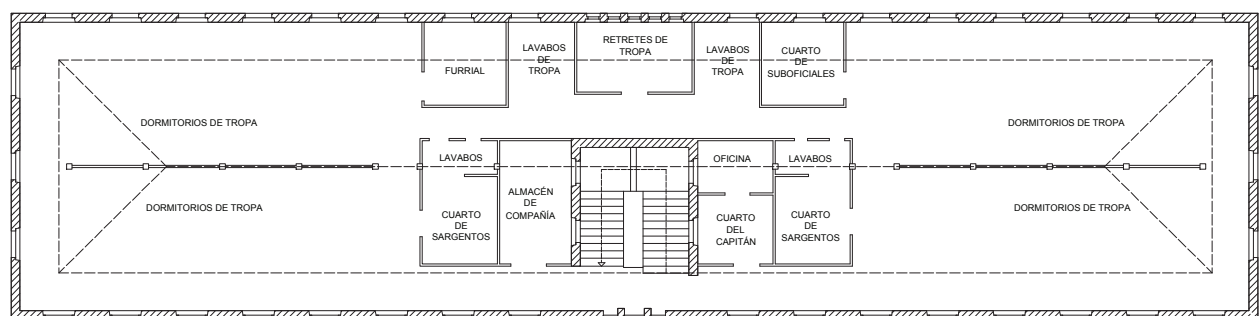 FURRIAL
LAVABOS
DE
TROPA
RETRETES DE
TROPA
LAVABOS
DE
TROPA
CUARTO
DE
SUBOFICIALES
DORMITORIOS DE TROPA
DORMITORIOS DE TROPA
LAVABOS
OFICINA
LAVABOS
DORMITORIOS DE TROPA
CUARTO
DE
SARGENTOS
ALMACÉN
DE
COMPAÑÍA
CUARTO
DEL
CAPITÁN
CUARTO
DE
SARGENTOS
DORMITORIOS DE TROPA